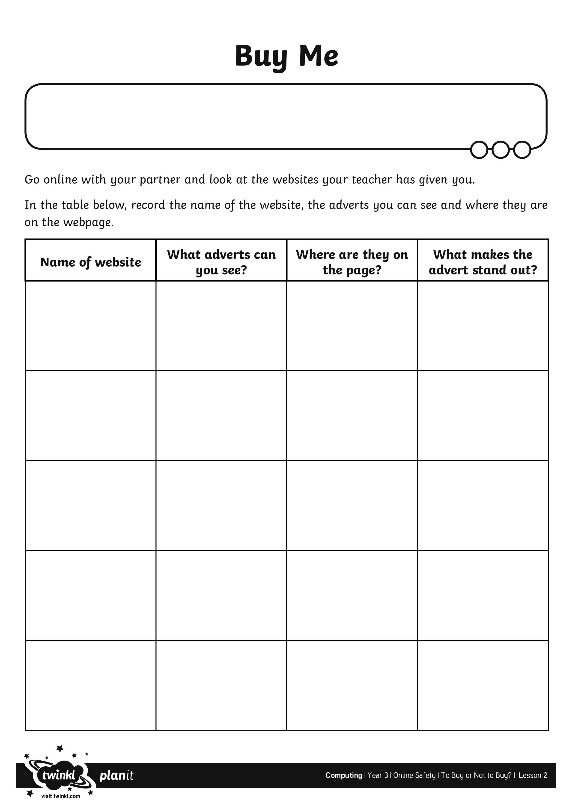 Buy Me
Go online with your partner and look at the websites your teacher has given you.
In the table below, record the name of the website, the adverts you can see and where they are
on the webpage.
Name of website
What adverts can
you see?
Where are they on
the page?
What makes the
advert stand out?
twinkl planit
visit twinkl.com
Computing | Year 3 | Online Safety | To Buy or Not to Buy? | Lesson 2